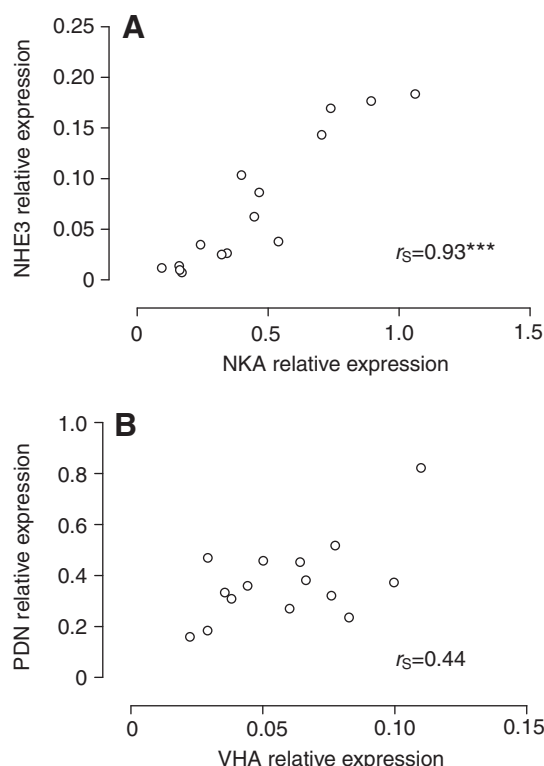 A
0.25
0.20
0.15
0.10
0.05
0
NHE3 relative expression
rS=0.93***
0 0.5 1.0 1.5
NKA relative expression
B
1.0
0.8
0.6
0.4
0.2
0
PDN relative expression
rS=0.44
0 0.05 0.10 0.15
VHA relative expression